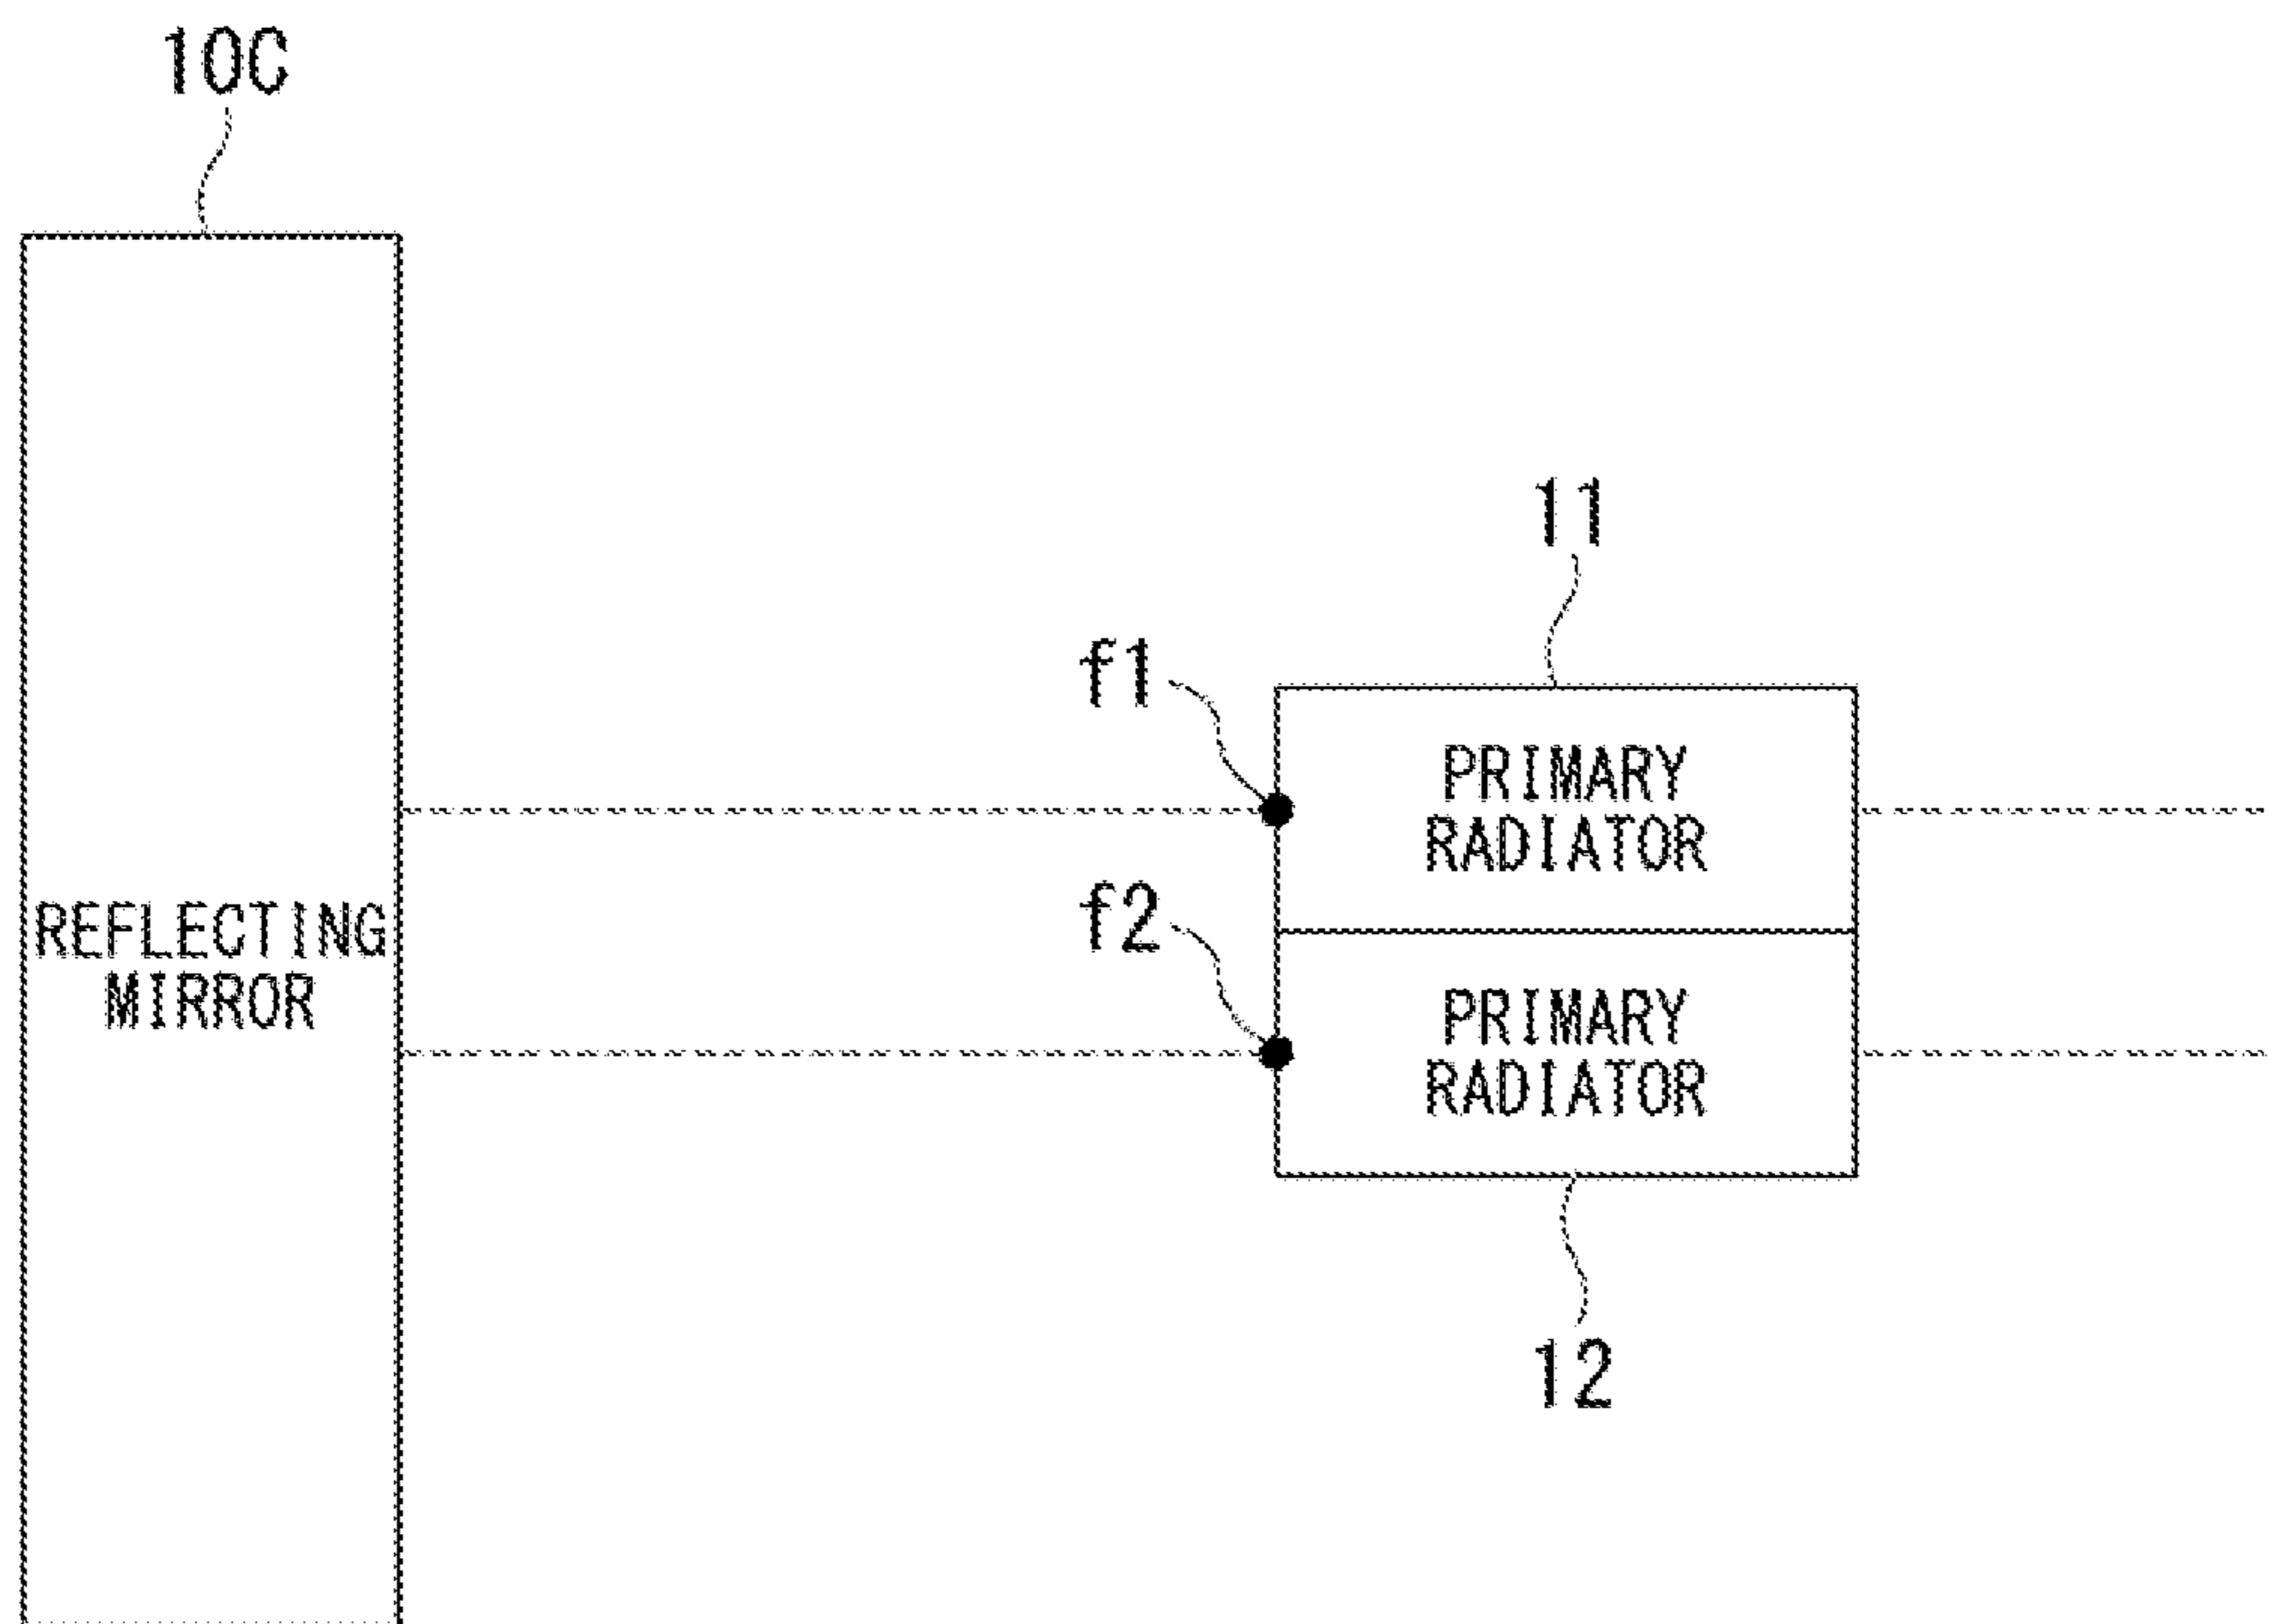 10C
11
f1
PRIMARY
RADIATOR
f2
REFLECTING
MIRROR
PRIMARY
RADIATOR
12